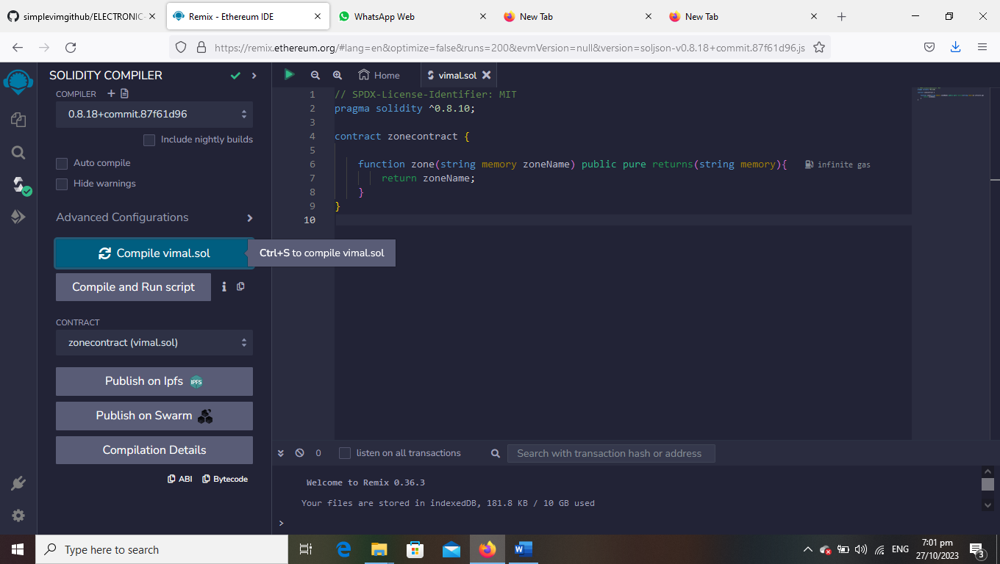 simplevimgithub/ELECTRONIC-
Remix - Ethereum IDE
WhatsApp Web
New Tab
New Tab
https://remix.ethereum.org/#lang=en&optimize=false&runs=200&evmVersion=null&version=soljson-v0.8.18+commit.87f61d96.js
SOLIDITY COMPILER
COMPILER
0.8.18+commit.87f61d96
Include nightly builds
Auto compile
Hide warnings
Advanced Configurations
Compile vimal.sol
Ctrl+S to compile vimal.sol
Compile and Run script
CONTRACT
zonecontract (vimal.sol)
Publish on Ipfs IPFS
Publish on Swarm
Compilation Details
ABI Bytecode
Home
vimal.sol
1 // SPDX-License-Identifier: MIT
2 pragma solidity ^0.8.10;
3
4 contract zonecontract {
5
6 function zone(string memory zoneName) public pure returns(string memory){ infinite gas
7 return zoneName;
8 }
9 }
10
0 listen on all transactions Search with transaction hash or address
Welcome to Remix 0.36.3
Your files are stored in indexedDB, 181.8 KB / 10 GB used
>
Type here to search
ENG
7:01 pm
27/10/2023
3